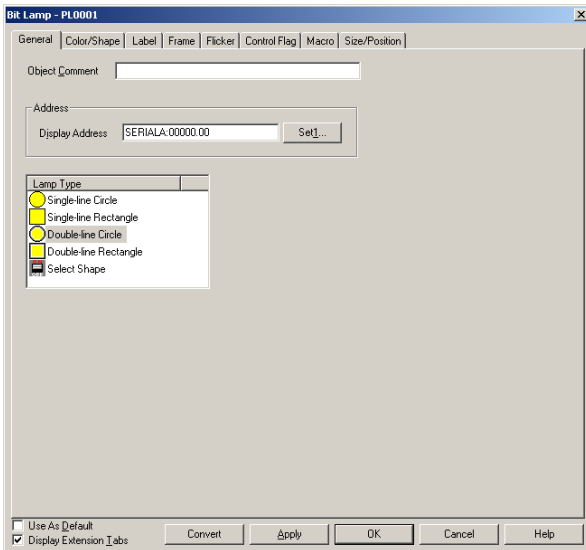 Bit Lamp - PL0001
General Color/Shape Label Frame Flicker Control Flag Macro Size/Position
Object Comment
Address
Display Address SERIALA:00000.00 Set1...
Lamp Type
Single-line Circle
Single-line Rectangle
Double-line Circle
Double-line Rectangle
Select Shape
Use As Default
Display Extension Tabs
Convert Apply OK Cancel Help